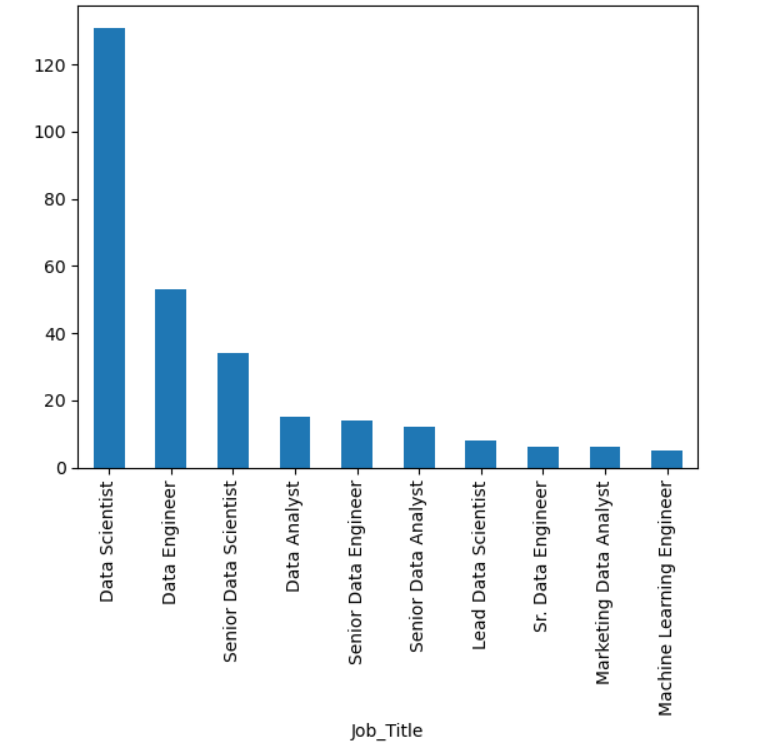 120
100
80
60
40
20
0
Data Scientist
Data Engineer
Senior Data Scientist
Data Analyst
Senior Data Engineer
Senior Data Analyst
Lead Data Scientist
Sr. Data Engineer
Marketing Data Analyst
Machine Learning Engineer
Job_Title